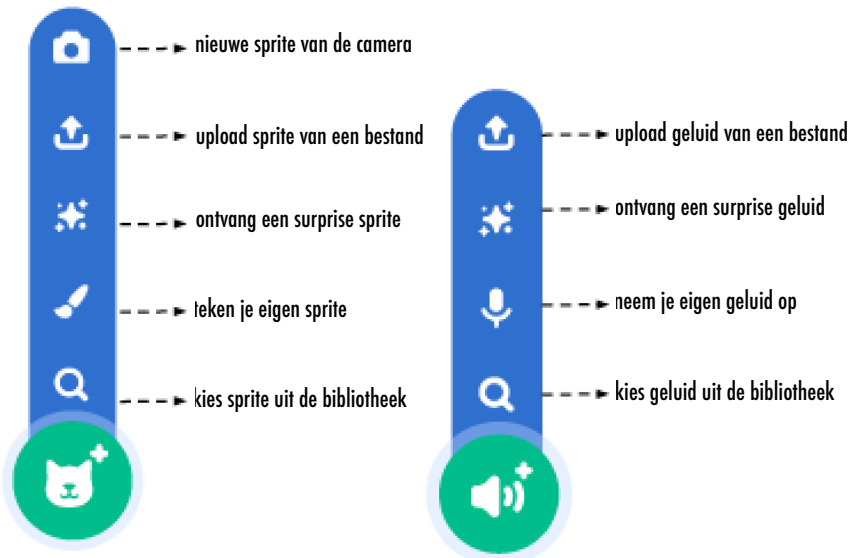 nieuwe sprite van de camera
upload sprite van een bestand
ontvang een surprise sprite
teken je eigen sprite
kies sprite uit de bibliotheek
upload geluid van een bestand
ontvang een surprise geluid
neem je eigen geluid op
kies geluid uit de bibliotheek